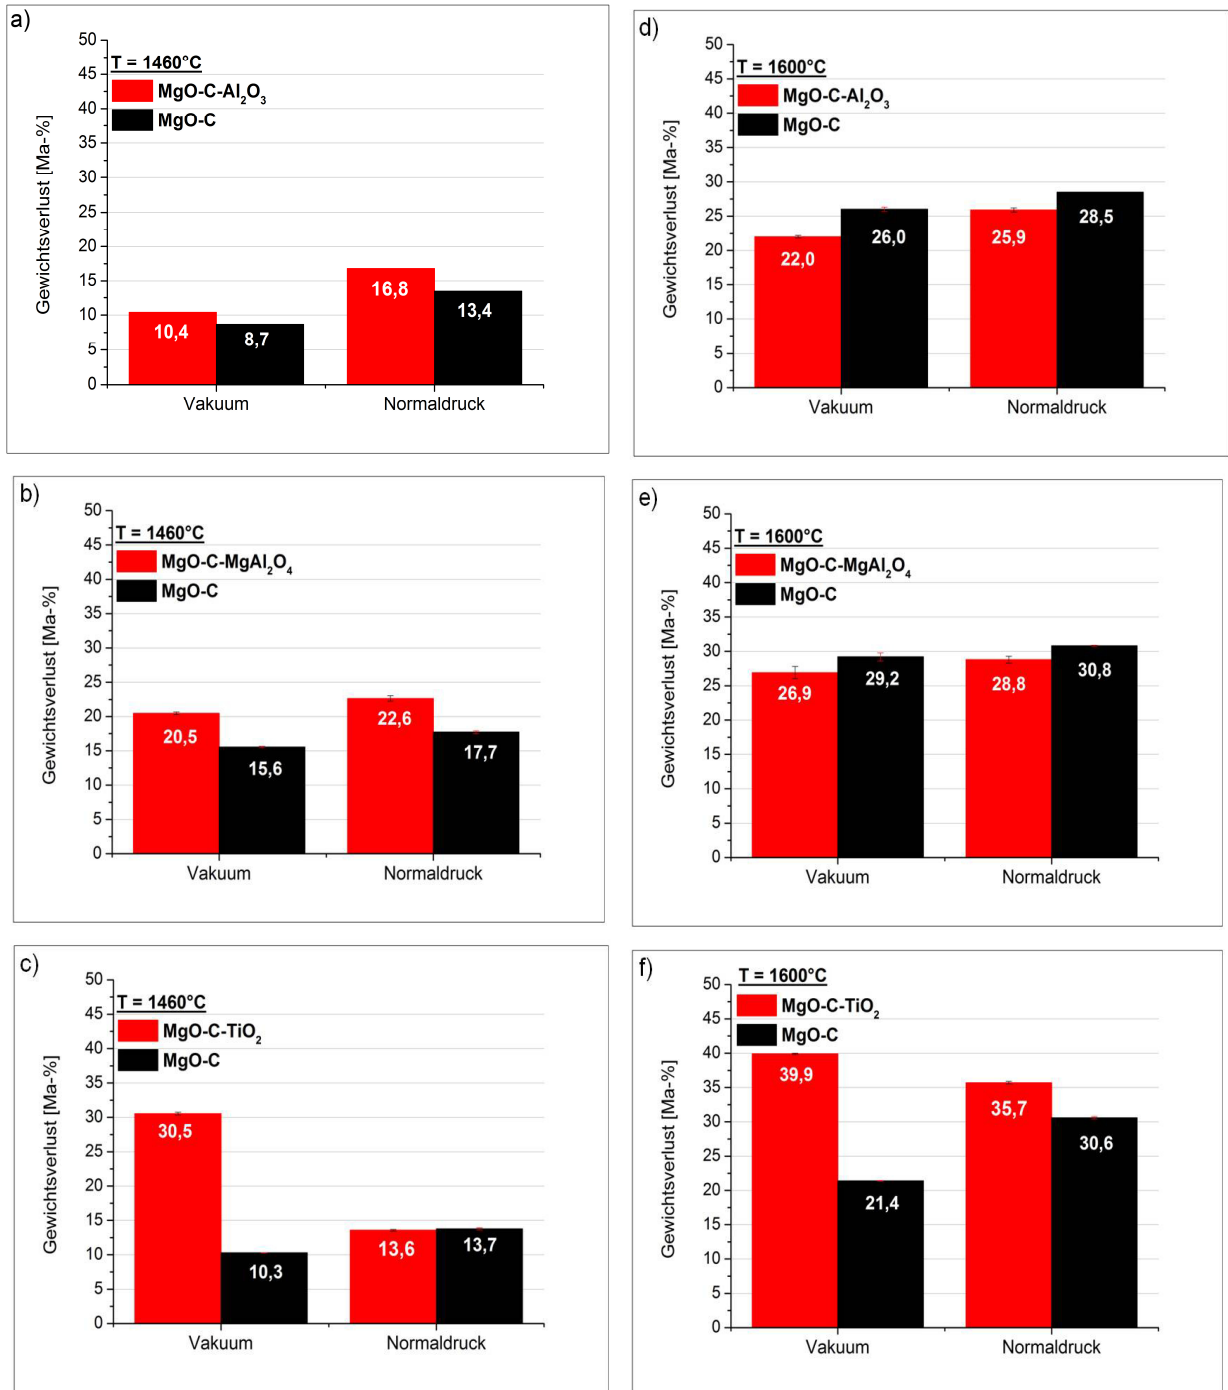 a)
T = 1460°C
MgO-C-Al₂O₃
MgO-C
Gewichtsverlust [Ma-%]
50
45
40
35
30
25
20
15
10
5
0
10,4
8,7
16,8
13,4
Vakuum
Normaldruck
b)
T = 1460°C
MgO-C-MgAl₂O₄
MgO-C
Gewichtsverlust [Ma-%]
50
45
40
35
30
25
20
15
10
5
0
20,5
15,6
22,6
17,7
Vakuum
Normaldruck
c)
T = 1460°C
MgO-C-TiO₂
MgO-C
Gewichtsverlust [Ma-%]
50
45
40
35
30
25
20
15
10
5
0
30,5
10,3
13,6
13,7
Vakuum
Normaldruck
d)
T = 1600°C
MgO-C-Al₂O₃
MgO-C
Gewichtsverlust [Ma-%]
50
45
40
35
30
25
20
15
10
5
0
22,0
26,0
25,9
28,5
Vakuum
Normaldruck
e)
T = 1600°C
MgO-C-MgAl₂O₄
MgO-C
Gewichtsverlust [Ma-%]
50
45
40
35
30
25
20
15
10
5
0
26,9
29,2
28,8
30,8
Vakuum
Normaldruck
f)
T = 1600°C
MgO-C-TiO₂
MgO-C
Gewichtsverlust [Ma-%]
50
45
40
35
30
25
20
15
10
5
0
39,9
21,4
35,7
30,6
Vakuum
Normaldruck